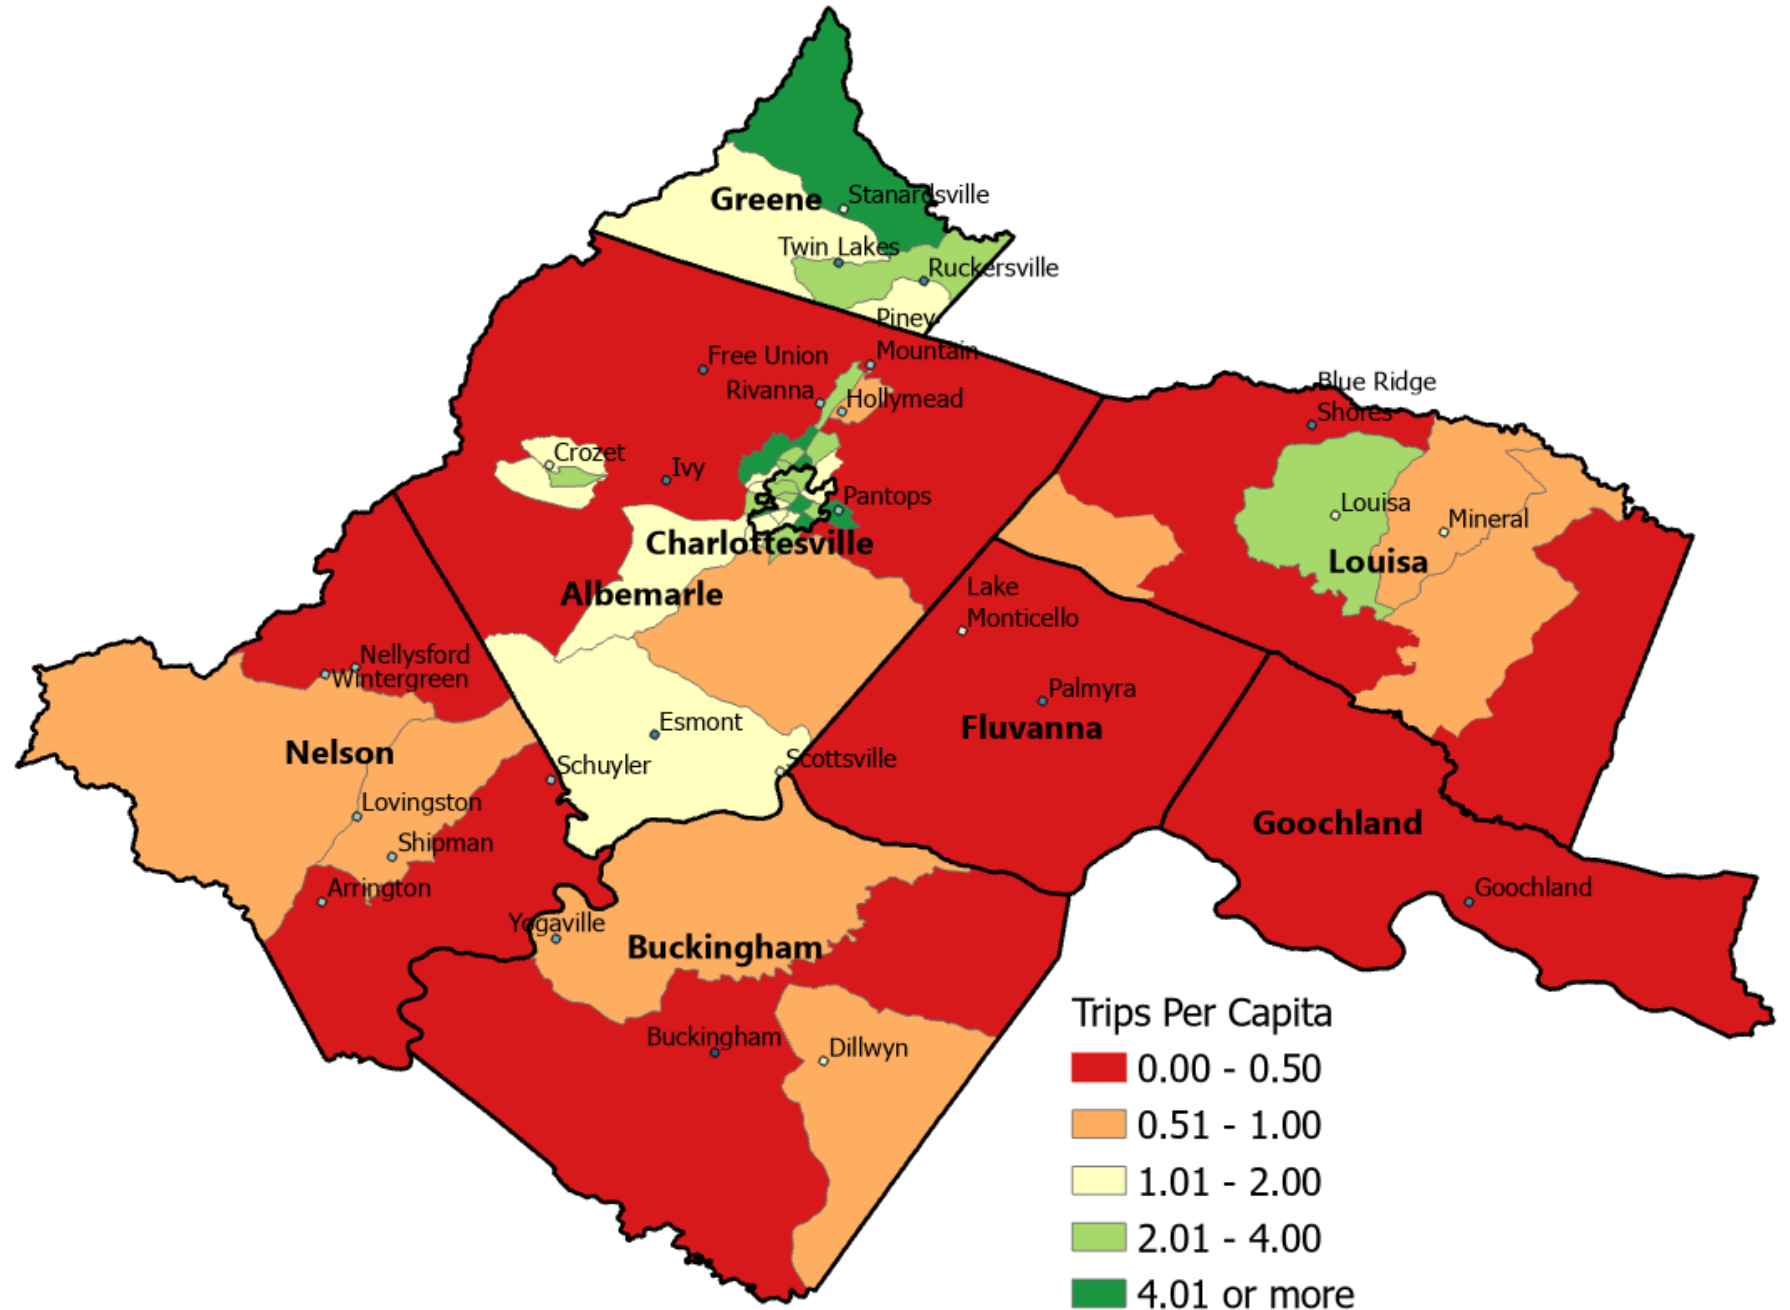 Greene
Stanardsville
Twin Lakes
Ruckersville
Piney
Mountain
Free Union
Rivanna
Hollymead
Blue Ridge
Shores
Crozet
Ivy
Pantops
Louisa
Mineral
Charlottesville
Louisa
Albemarle
Lake
Monticello
Nellysford
Wintergreen
Palmyra
Esmont
Fluvanna
Nelson
Schuyler
Scottsville
Lovingston
Goochland
Shipman
Arrington
Goochland
Yogaville
Buckingham
Trips Per Capita
Buckingham
Dillwyn
0.00 - 0.50
0.51 - 1.00
1.01 - 2.00
2.01 - 4.00
4.01 or more